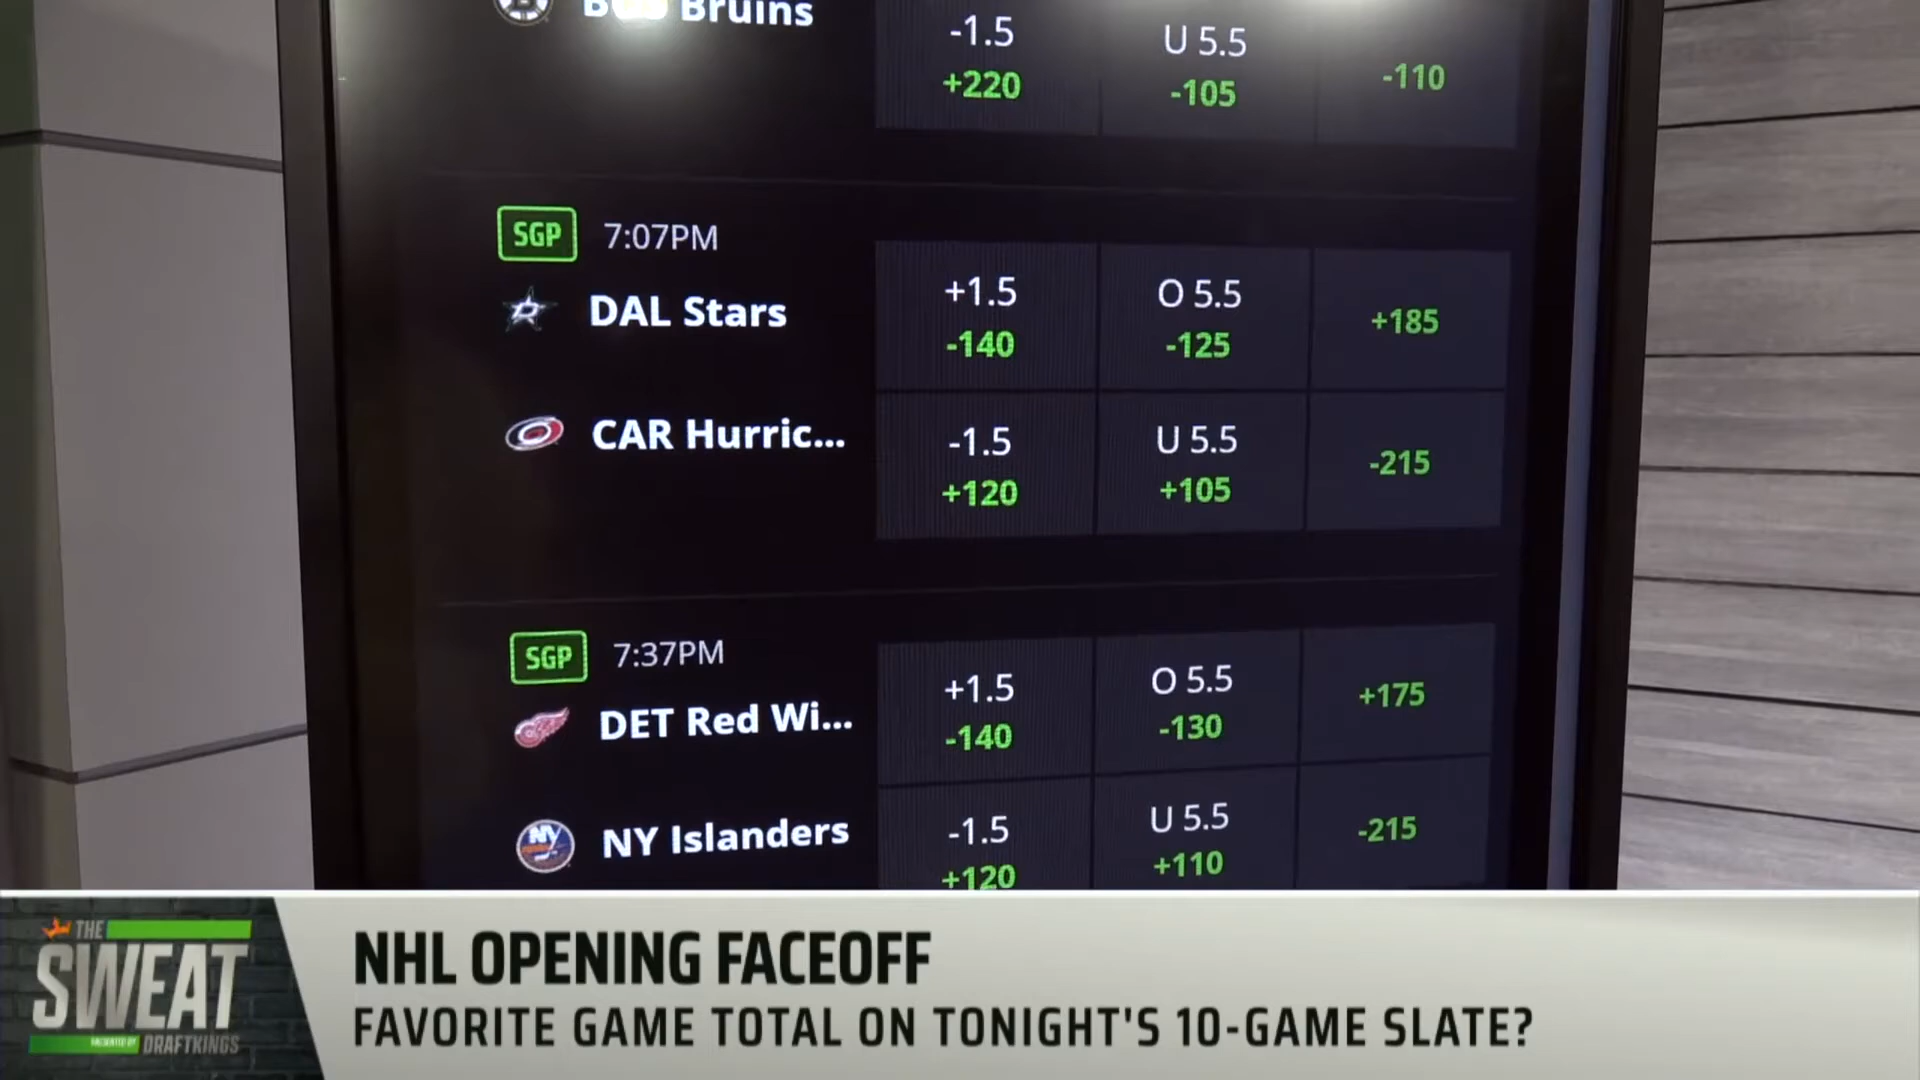 Bruins
-1.5
+220
U 5.5
-105
-110
SGP 7:07PM
DAL Stars
+1.5
-140
O 5.5
-125
+185
CAR Hurric...
-1.5
+120
U 5.5
+105
-215
SGP 7:37PM
DET Red Wi...
+1.5
-140
O 5.5
-130
+175
NY
NY Islanders
-1.5
+120
U 5.5
+110
-215
THE
SWEAT
PRESENTED BY DRAFTKINGS
NHL OPENING FACEOFF
FAVORITE GAME TOTAL ON TONIGHT'S 10-GAME SLATE?